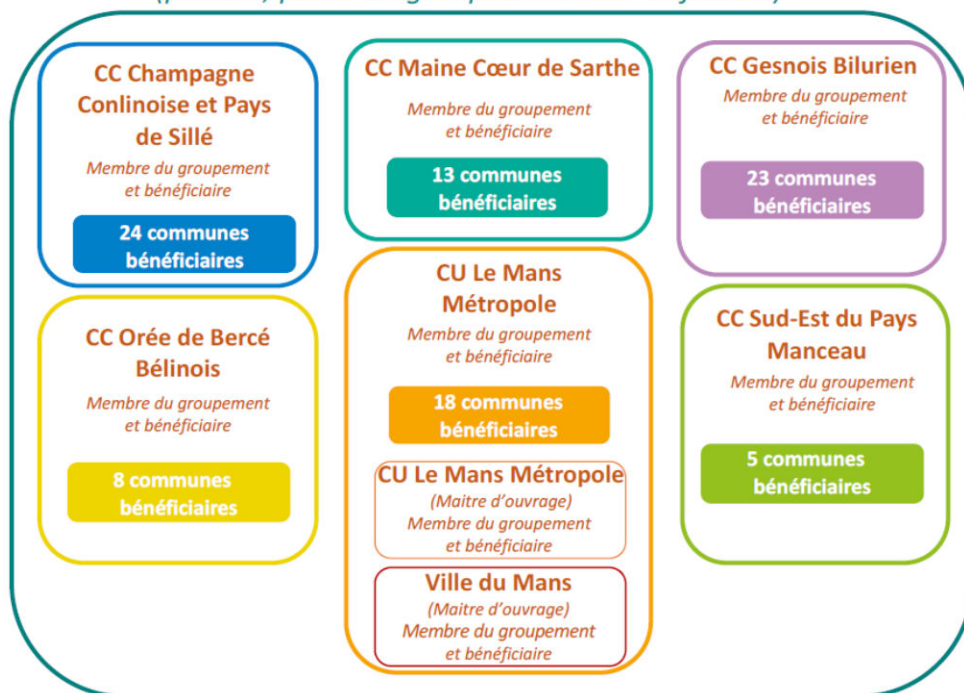 CC Champagne
Conlinoise et Pays
de Sillé
Membre du groupement
et bénéficiaire
24 communes
bénéficiaires
CC Maine Cœur de Sarthe
Membre du groupement
et bénéficiaire
13 communes
bénéficiaires
CC Gesnois Bilurien
Membre du groupement
et bénéficiaire
23 communes
bénéficiaires
CC Orée de Bercé
Bélinois
Membre du groupement
et bénéficiaire
8 communes
bénéficiaires
CU Le Mans
Métropole
Membre du groupement
et bénéficiaire
18 communes
bénéficiaires
CU Le Mans Métropole
(Maitre d'ouvrage)
Membre du groupement
et bénéficiaire
Ville du Mans
(Maitre d'ouvrage)
Membre du groupement
et bénéficiaire
CC Sud-Est du Pays
Manceau
Membre du groupement
et bénéficiaire
5 communes
bénéficiaires